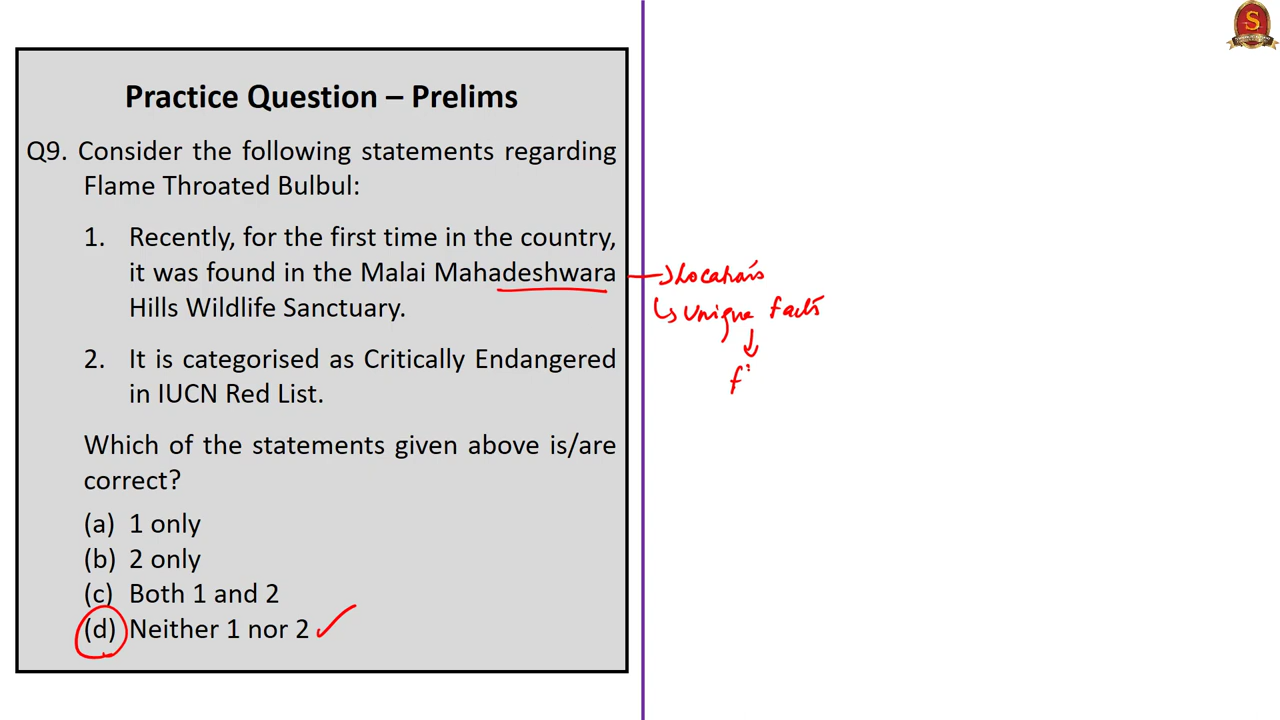 Practice Question – Prelims
Q9. Consider the following statements regarding
Flame Throated Bulbul:
1. Recently, for the first time in the country,
it was found in the Malai Mahadeshwara
Hills Wildlife Sanctuary.
2. It is categorised as Critically Endangered
in IUCN Red List.
Which of the statements given above is/are
correct?
(a) 1 only
(b) 2 only
(c) Both 1 and 2
(d) Neither 1 nor 2
Locations
Unique facts
fi
S